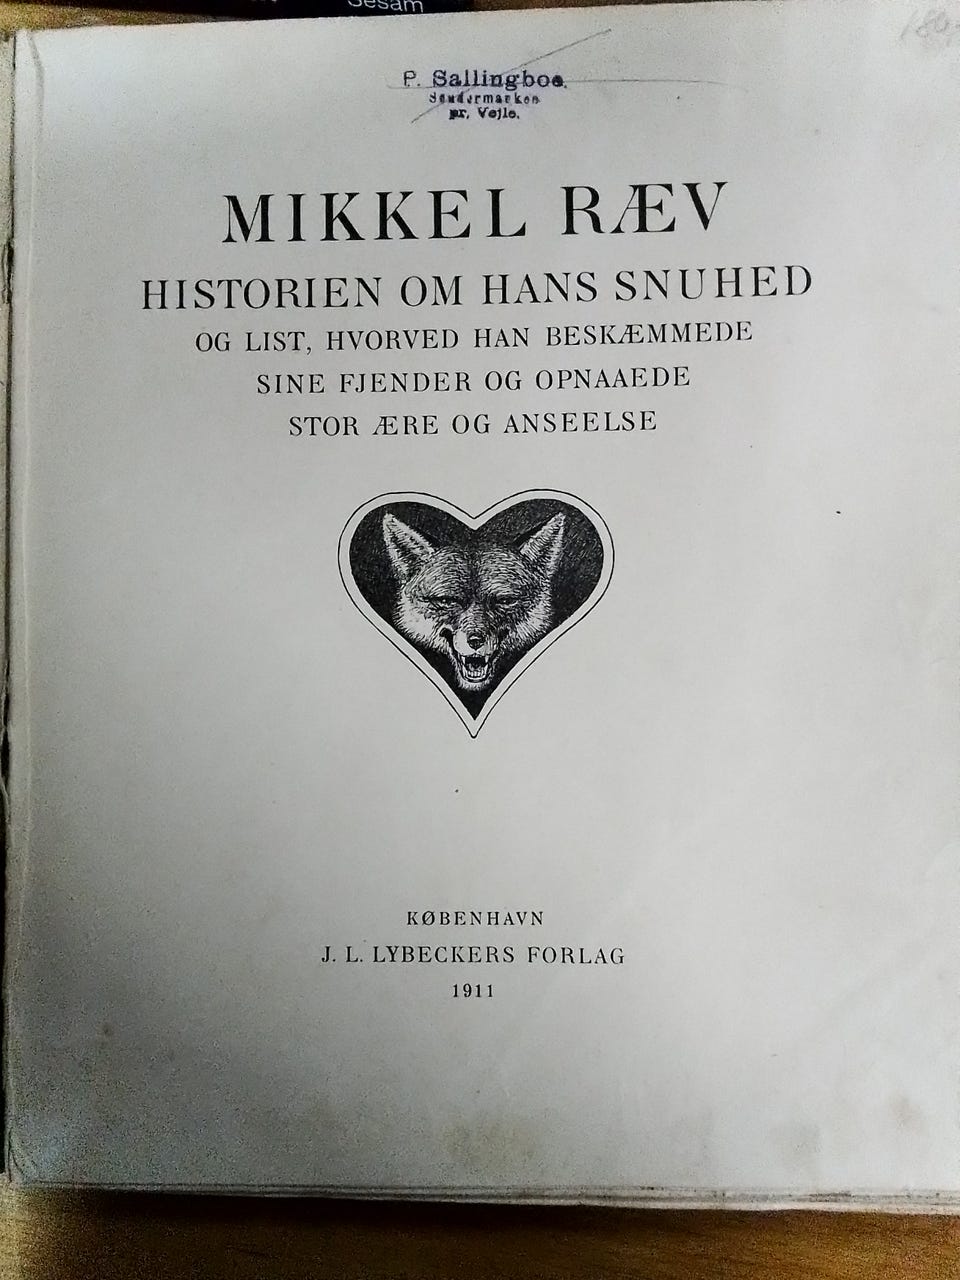 Sesam
180,-
P. Sallingboe.
Søndermarken
pr. Vejle.
MIKKEL RÆV
HISTORIEN OM HANS SNUHED
OG LIST, HVORVED HAN BESKÆMMEDE
SINE FJENDER OG OPNAAEDE
STOR ÆRE OG ANSEELSE
KØBENHAVN
J. L. LYBECKERS FORLAG
1911